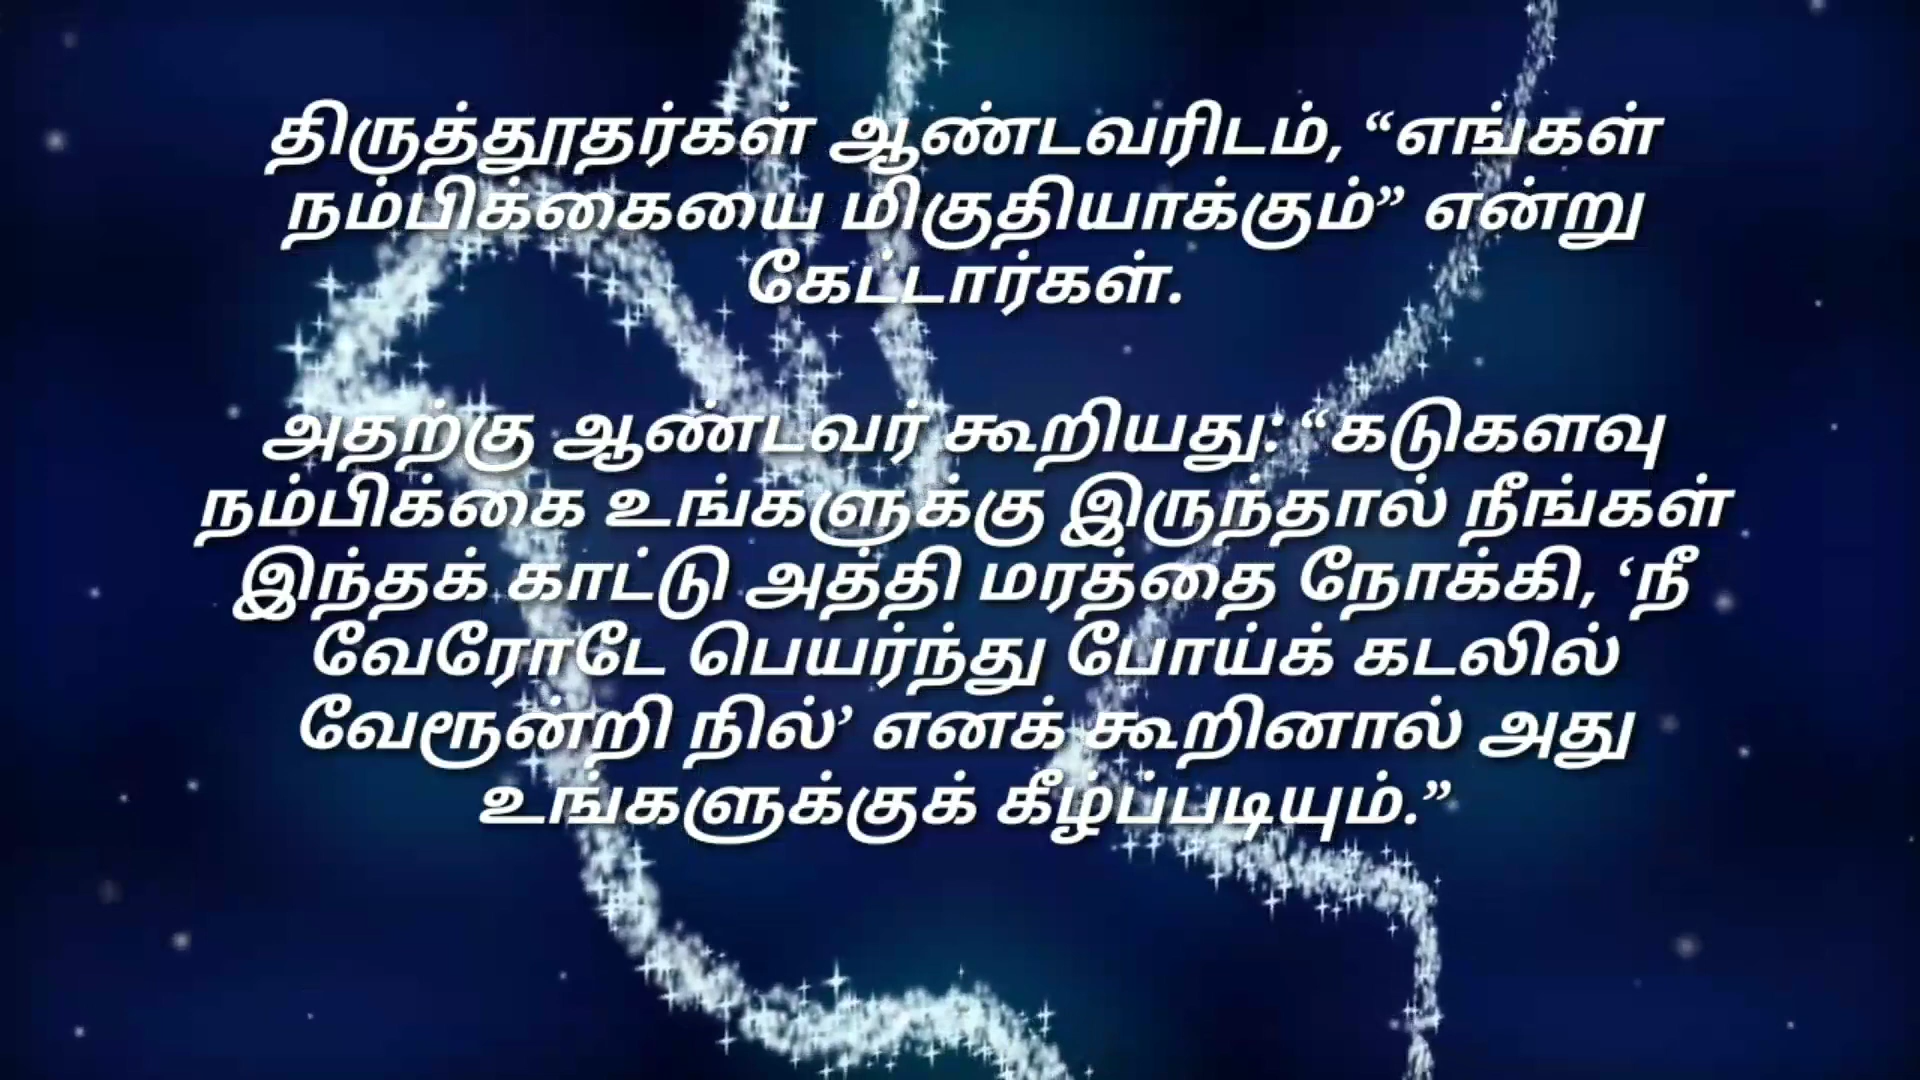 திருத்தூதர்கள் ஆண்டவரிடம், “எங்கள்
நம்பிக்கையை மிகுதியாக்கும்” என்று
கேட்டார்கள்.
அதற்கு ஆண்டவர் கூறியது: “கடுகளவு
நம்பிக்கை உங்களுக்கு இருந்தால் நீங்கள்
இந்தக் காட்டு அத்தி மரத்தை நோக்கி, ‘நீ
வேரோடே பெயர்ந்து போய்க் கடலில்
வேரூன்றி நில்’ எனக் கூறினால் அது
உங்களுக்குக் கீழ்ப்படியும்.”